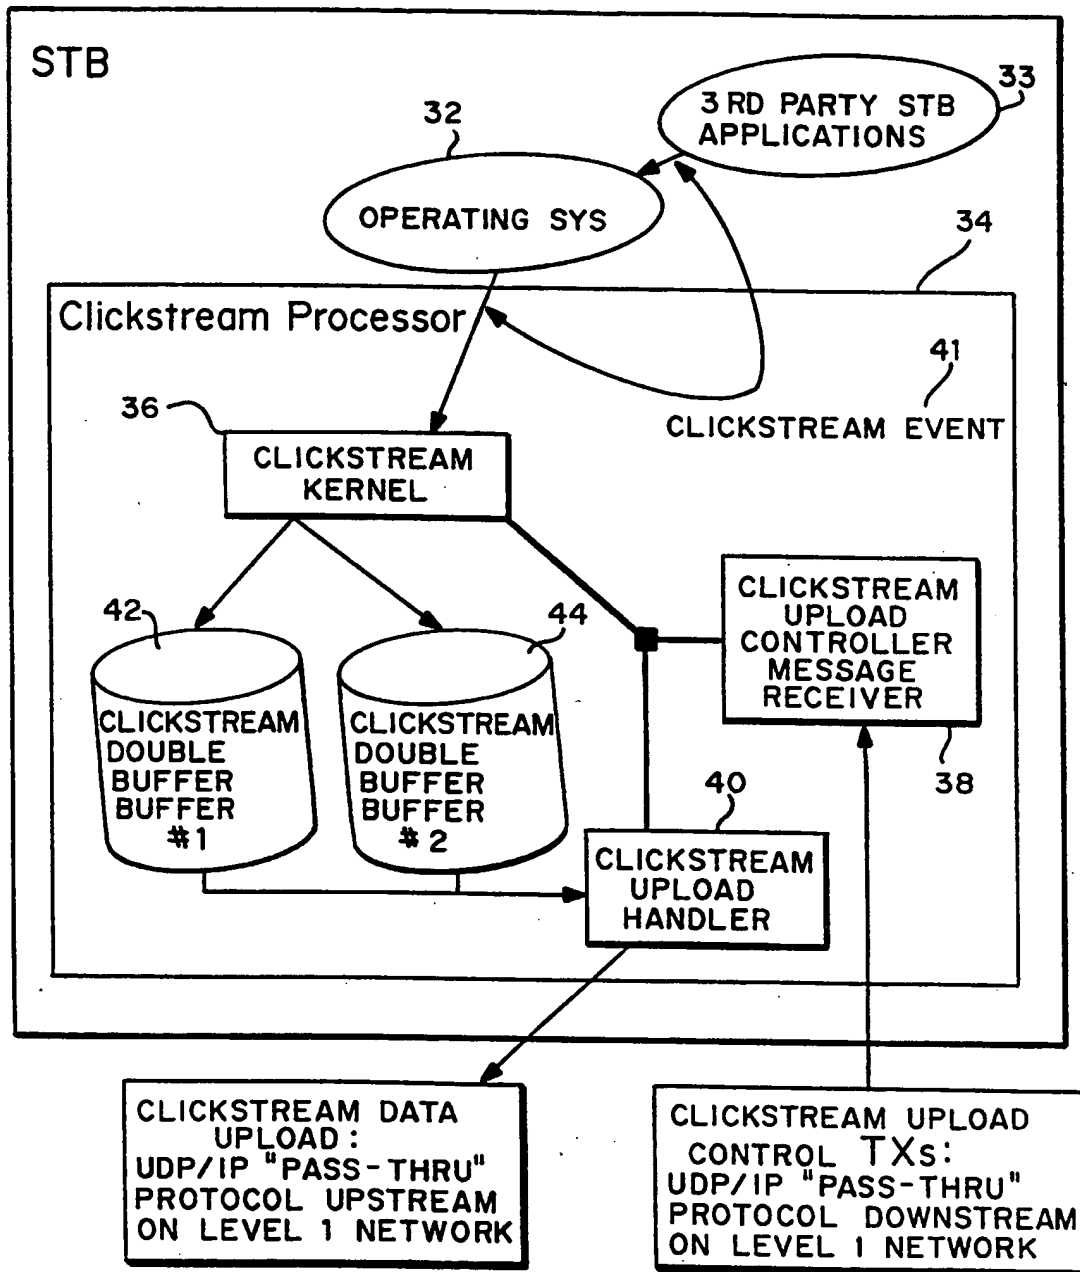 STB
33
3 RD PARTY STB
APPLICATIONS
32
OPERATING SYS
34
Clickstream Processor
41
CLICKSTREAM EVENT
36
CLICKSTREAM
KERNEL
CLICKSTREAM
UPLOAD
CONTROLLER
MESSAGE
RECEIVER
38
42
CLICKSTREAM
DOUBLE
BUFFER
BUFFER
#1
44
CLICKSTREAM
DOUBLE
BUFFER
BUFFER
#2
40
CLICKSTREAM
UPLOAD
HANDLER
CLICKSTREAM DATA
UPLOAD:
UDP/IP "PASS-THRU"
PROTOCOL UPSTREAM
ON LEVEL 1 NETWORK
CLICKSTREAM UPLOAD
CONTROL TXs:
UDP/IP "PASS-THRU"
PROTOCOL DOWNSTREAM
ON LEVEL 1 NETWORK